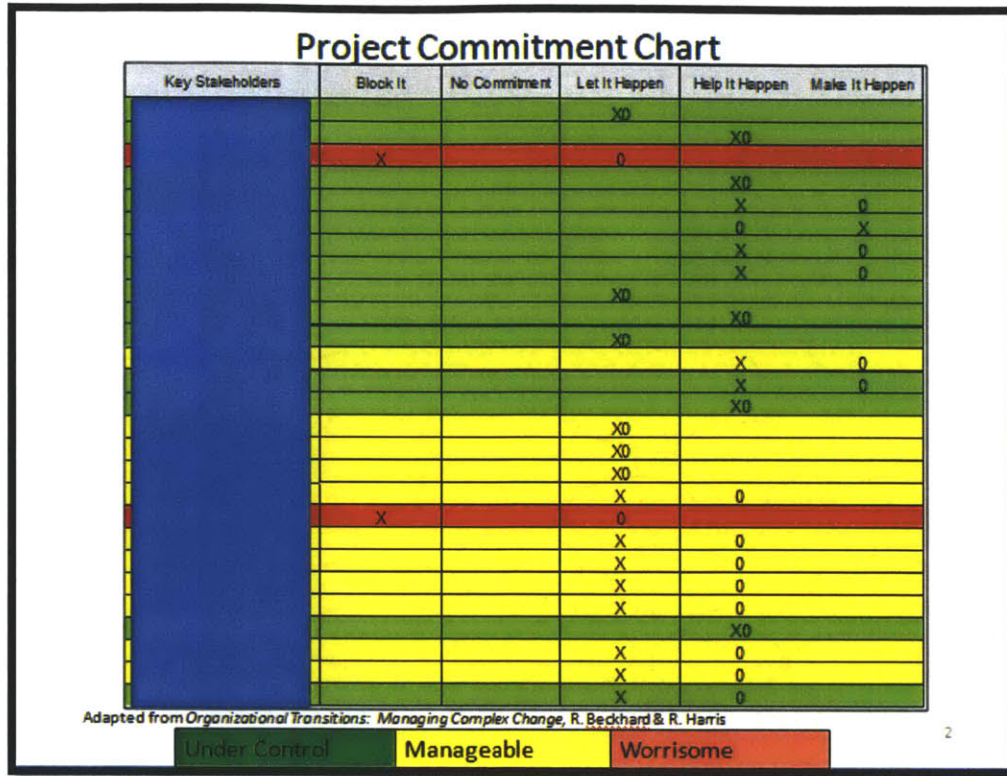 Project Commitment Chart
Key Stakeholders Block It No Commitment Let It Happen Help It Happen Make It Happen
X0
X0
X 0
X0
X 0
0 X
X 0
X 0
X0
X0
X0
X 0
X 0
X0
X0
X0
X0
X 0
X 0
X 0
X 0
X 0
X 0
X0
X 0
X 0
X 0
Adapted from Organizational Transitions: Managing Complex Change, R. Beckhard & R. Harris
2
Under Control Manageable Worrisome